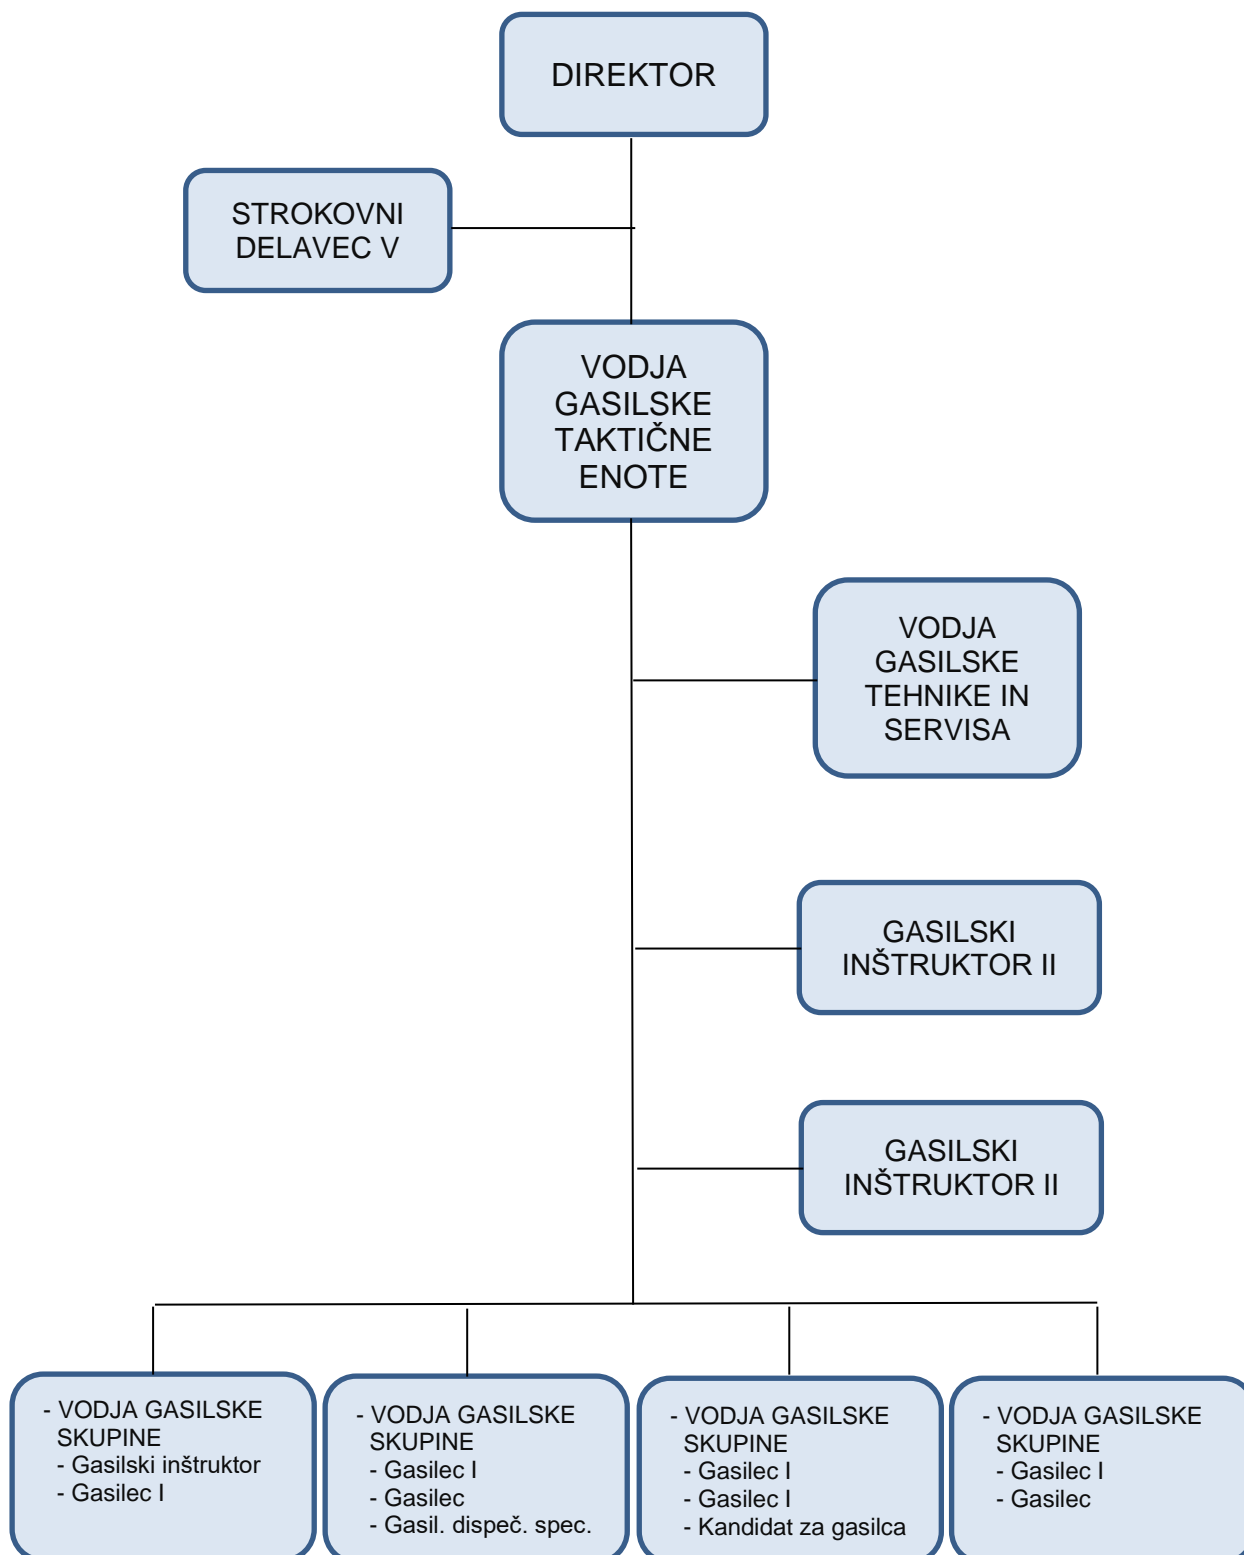 DIREKTOR
STROKOVNI
DELAVEC V
VODJA
GASILSKE
TAKTIČNE
ENOTE
VODJA
GASILSKE
TEHNIKE IN
SERVISA
GASILSKI
INŠTRUKTOR II
GASILSKI
INŠTRUKTOR II
- VODJA GASILSKE
SKUPINE
- Gasilski inštruktor
- Gasilec I
- VODJA GASILSKE
SKUPINE
- Gasilec I
- Gasilec
- Gasil. dispeč. spec.
- VODJA GASILSKE
SKUPINE
- Gasilec I
- Gasilec I
- Kandidat za gasilca
- VODJA GASILSKE
SKUPINE
- Gasilec I
- Gasilec